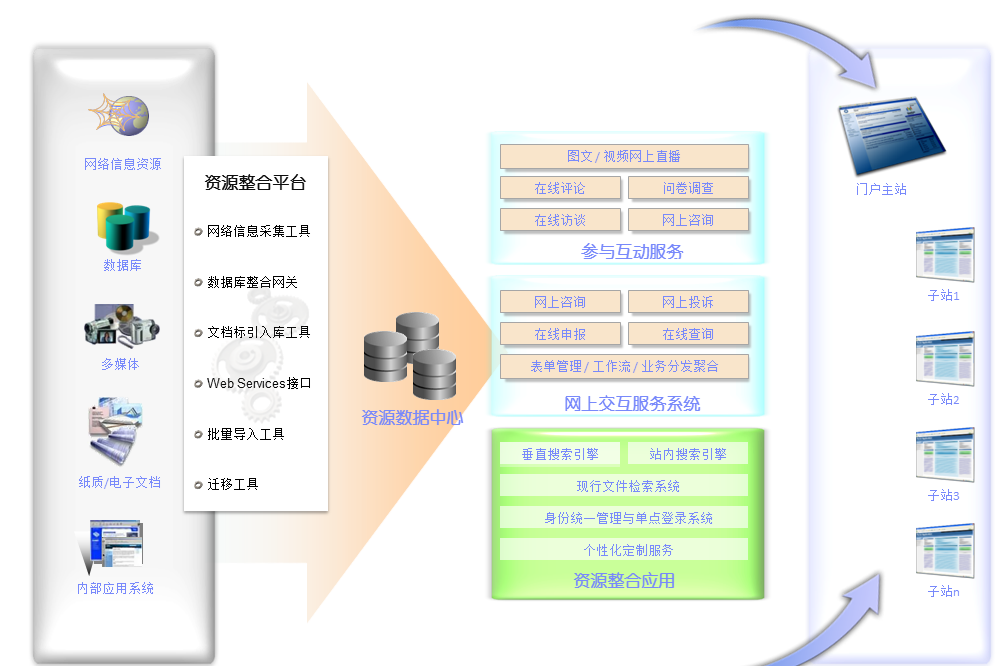 网络信息资源
数据库
多媒体
纸质/电子文档
内部应用系统
资源整合平台
网络信息采集工具
数据库整合网关
文档标引入库工具
Web Services接口
批量导入工具
迁移工具
资源数据中心
图文/视频网上直播
在线评论
问卷调查
在线访谈
网上咨询
参与互动服务
网上咨询
网上投诉
在线申报
在线查询
表单管理/工作流/业务分发聚合
网上交互服务系统
垂直搜索引擎
站内搜索引擎
现行文件检索系统
身份统一管理与单点登录系统
个性化定制服务
资源整合应用
门户主站
子站1
子站2
子站3
子站n